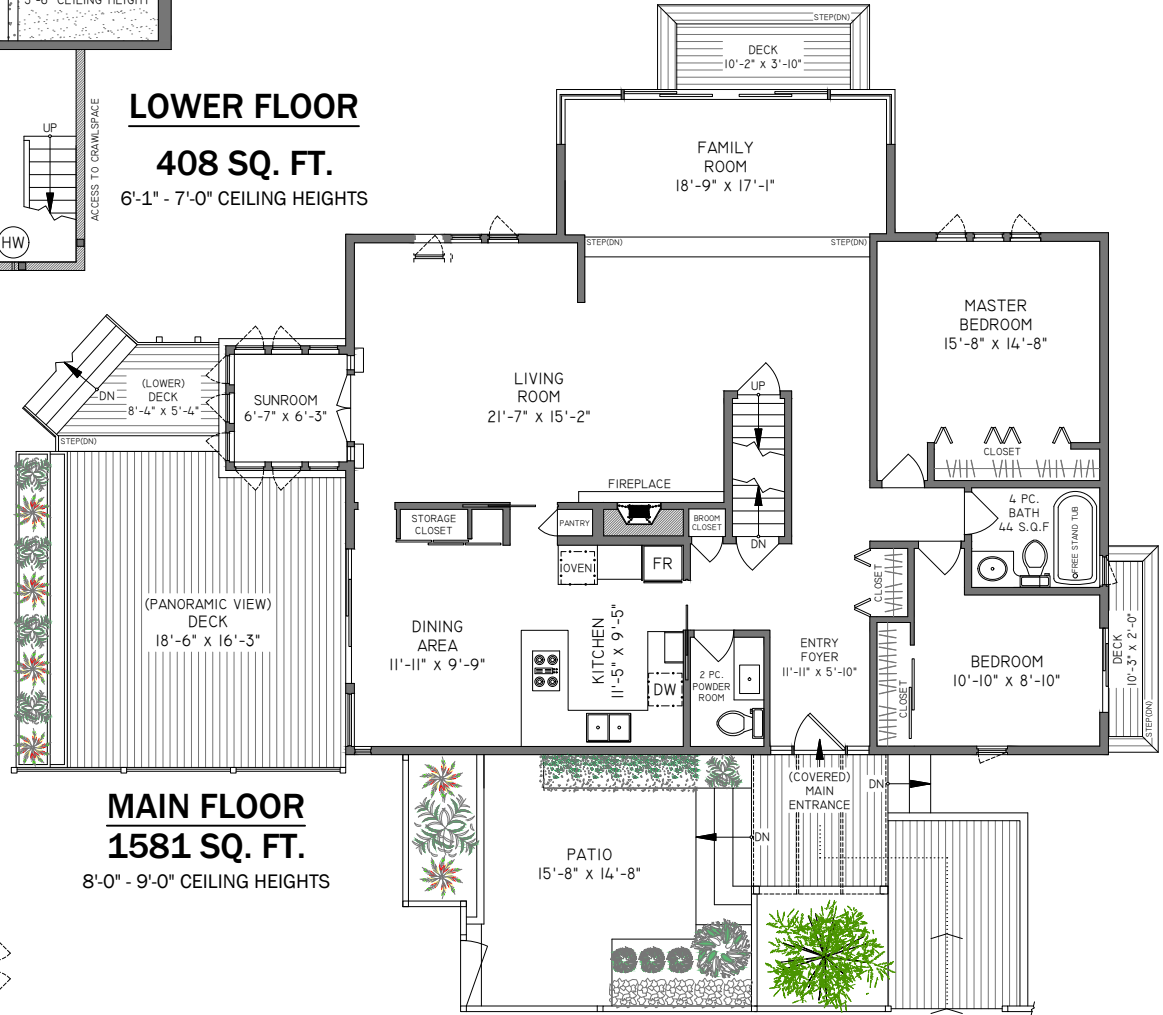 CEILING HEIGHT
UP
ACCESS TO CRAWLSPACE
HW
LOWER FLOOR
408 SQ. FT.
6'-1" - 7'-0" CEILING HEIGHTS
STEP(DN)
DECK
10'-2" X 3'-10"
FAMILY
ROOM
18'-9" X 17'-1"
STEP(DN)
STEP(DN)
MASTER
BEDROOM
15'-8" X 14'-8"
CLOSET
LIVING
ROOM
21'-7" X 15'-2"
UP
DN
(LOWER)
DECK
8'-4" X 5'-4"
STEP(DN)
SUNROOM
6'-7" X 6'-3"
FIREPLACE
STORAGE
CLOSET
PANTRY
BROOM
CLOSET
DN
4 PC.
BATH
44 S.Q.F
FREE STAND TUB
OVEN
FR
CLOSET
(PANORAMIC VIEW)
DECK
18'-6" X 16'-3"
DINING
AREA
11'-11" X 9'-9"
KITCHEN
11'-5" X 9'-5"
DW
2 PC.
POWDER
ROOM
ENTRY
FOYER
11'-11" X 5'-10"
CLOSET
BEDROOM
10'-10" X 8'-10"
DECK
10'-3" X 2'-0"
STEP(DN)
(COVERED)
MAIN
ENTRANCE
DN
DN
PATIO
15'-8" X 14'-8"
MAIN FLOOR
1581 SQ. FT.
8'-0" - 9'-0" CEILING HEIGHTS